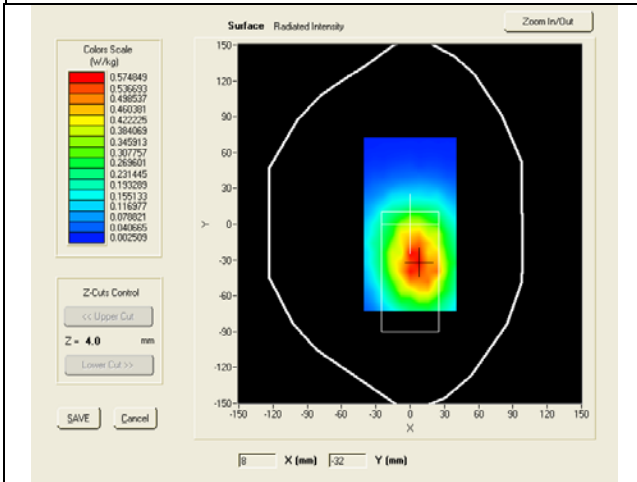 Surface Radiated Intensity
Zoom In/Out
Colors Scale
(W/kg)
0.574849
0.536693
0.498537
0.460381
0.422225
0.384069
0.345913
0.307757
0.269601
0.231445
0.193289
0.155133
0.116977
0.078821
0.040665
0.002509
Z-Cuts Control
<< Upper Cut
Z = 4.0 mm
Lower Cut >>
SAVE Cancel
150
120
90
60
30
0
-30
-60
-90
-120
-150
Y
-150 -120 -90 -60 -30 0 30 60 90 120 150
X
8 X (mm) -32 Y (mm)